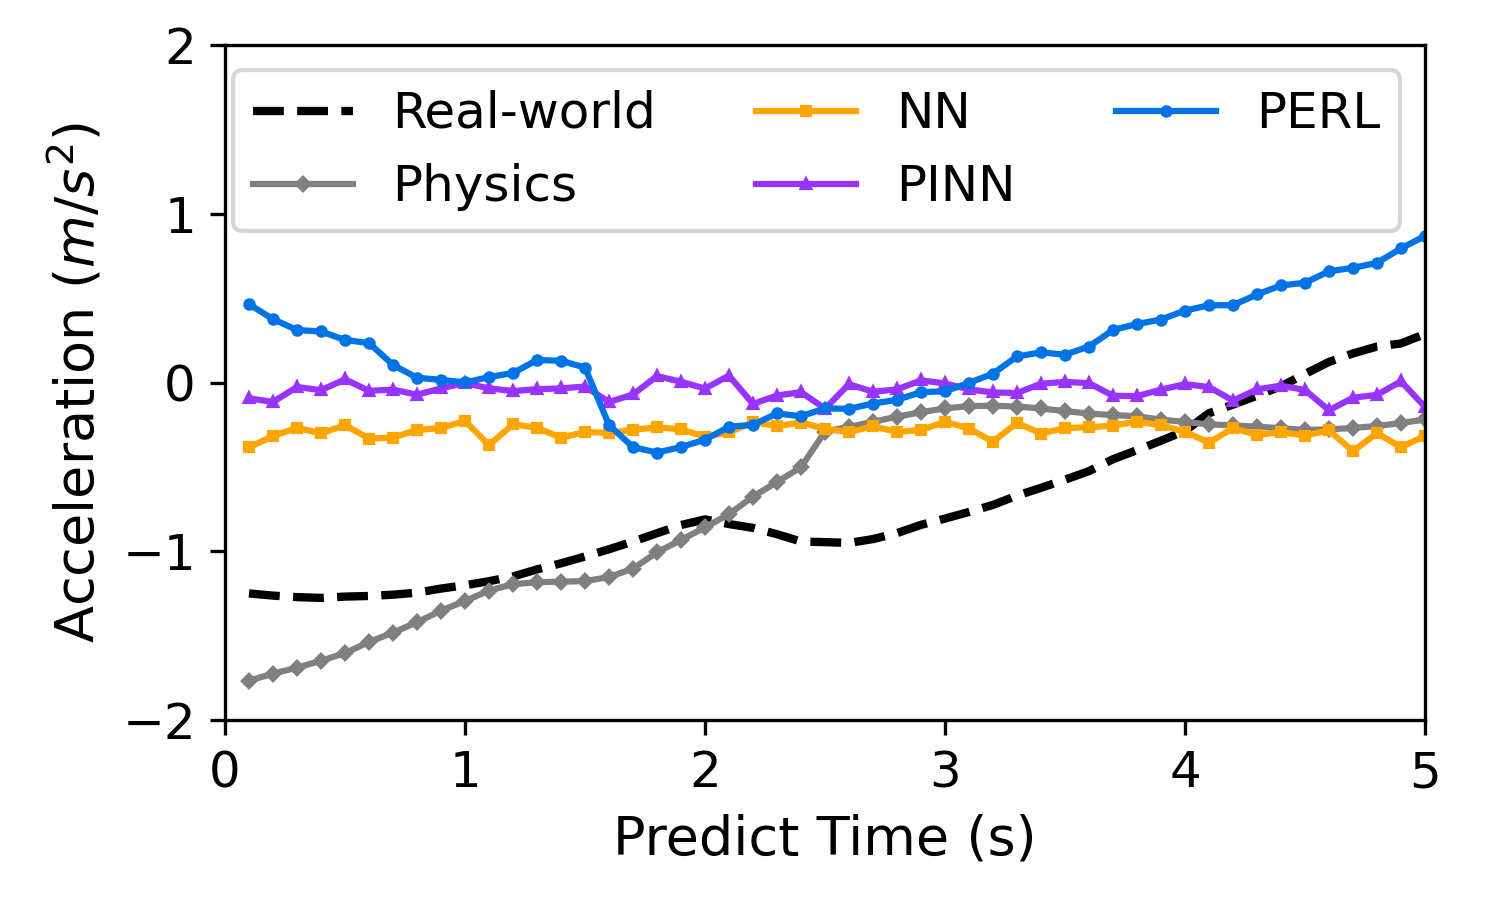 Acceleration (m/s²)
2
1
0
−1
−2
Real-world
Physics
NN
PINN
PERL
0 1 2 3 4 5
Predict Time (s)